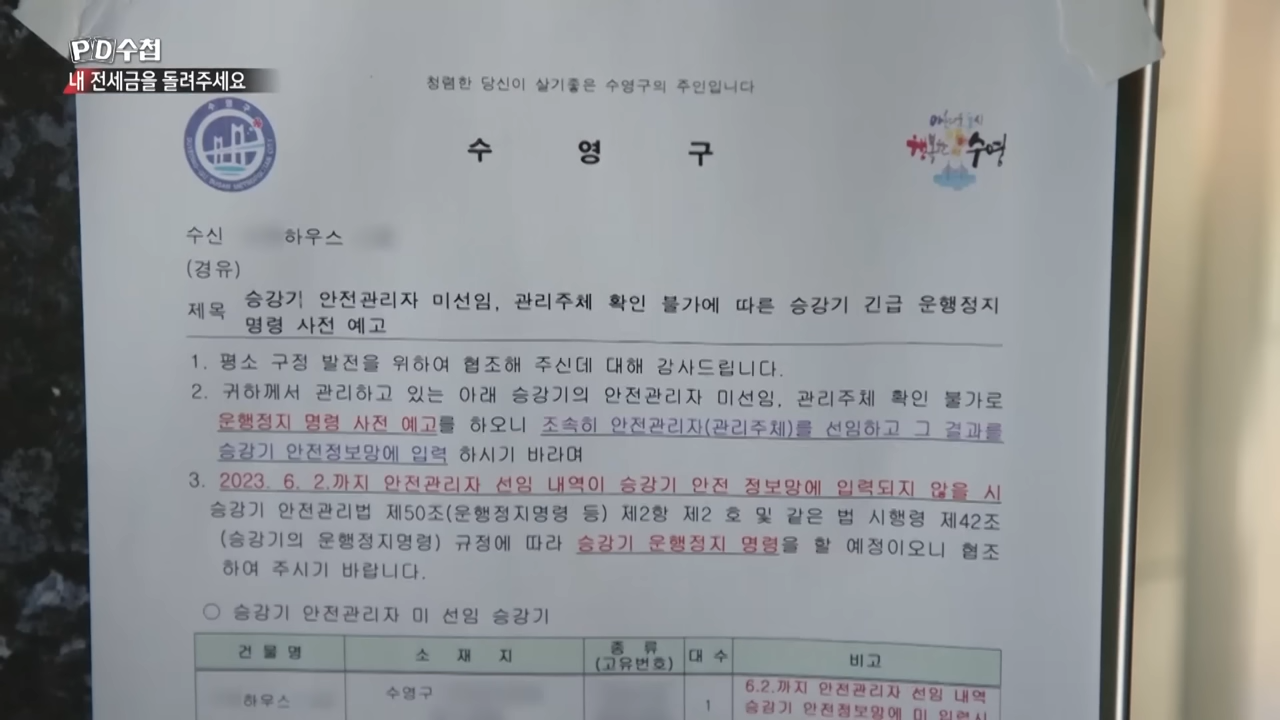 PD수첩
내 전세금을 돌려주세요
청렴한 당신이 살기좋은 수영구의 주인입니다
수 영 구
행복한 수영
수신 하우스
(경유)
제목 승강기 안전관리자 미선임, 관리주체 확인 불가에 따른 승강기 긴급 운행정지
명령 사전 예고
1. 평소 구정 발전을 위하여 협조해 주신데 대해 감사드립니다.
2. 귀하께서 관리하고 있는 아래 승강기의 안전관리자 미선임, 관리주체 확인 불가로
운행정지 명령 사전 예고를 하오니 조속히 안전관리자(관리주체)를 선임하고 그 결과를
승강기 안전정보망에 입력 하시기 바라며
3. 2023. 6. 2.까지 안전관리자 선임 내역이 승강기 안전 정보망에 입력되지 않을 시
승강기 안전관리법 제50조(운행정지명령 등) 제2항 제2 호 및 같은 법 시행령 제42조
(승강기의 운행정지명령) 규정에 따라 승강기 운행정지 명령을 할 예정이오니 협조
하여 주시기 바랍니다.
○ 승강기 안전관리자 미 선임 승강기
건 물 명 소 재 지 종 류 (고유번호) 대 수 비고
하우스 수영구 1 6.2.까지 안전관리자 선임 내역
승강기 안전정보망에 미 입력시